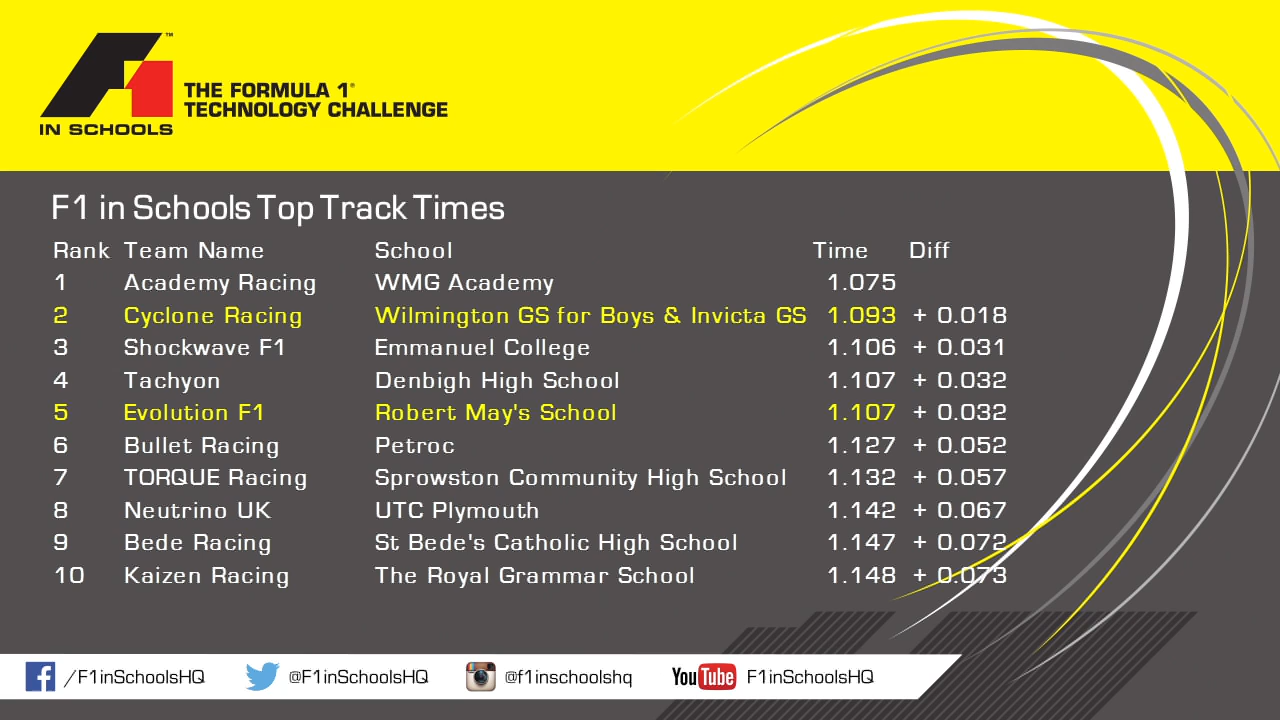 ™
IN SCHOOLS
THE FORMULA 1®
TECHNOLOGY CHALLENGE
F1 in Schools Top Track Times
Rank Team Name School Time Diff
1 Academy Racing WMG Academy 1.075
2 Cyclone Racing Wilmington GS for Boys & Invicta GS 1.093 + 0.018
3 Shockwave F1 Emmanuel College 1.106 + 0.031
4 Tachyon Denbigh High School 1.107 + 0.032
5 Evolution F1 Robert May's School 1.107 + 0.032
6 Bullet Racing Petroc 1.127 + 0.052
7 TORQUE Racing Sprowston Community High School 1.132 + 0.057
8 Neutrino UK UTC Plymouth 1.142 + 0.067
9 Bede Racing St Bede's Catholic High School 1.147 + 0.072
10 Kaizen Racing The Royal Grammar School 1.148 + 0.073
/F1inSchoolsHQ @F1inSchoolsHQ @f1inschoolshq YouTube F1inSchoolsHQ